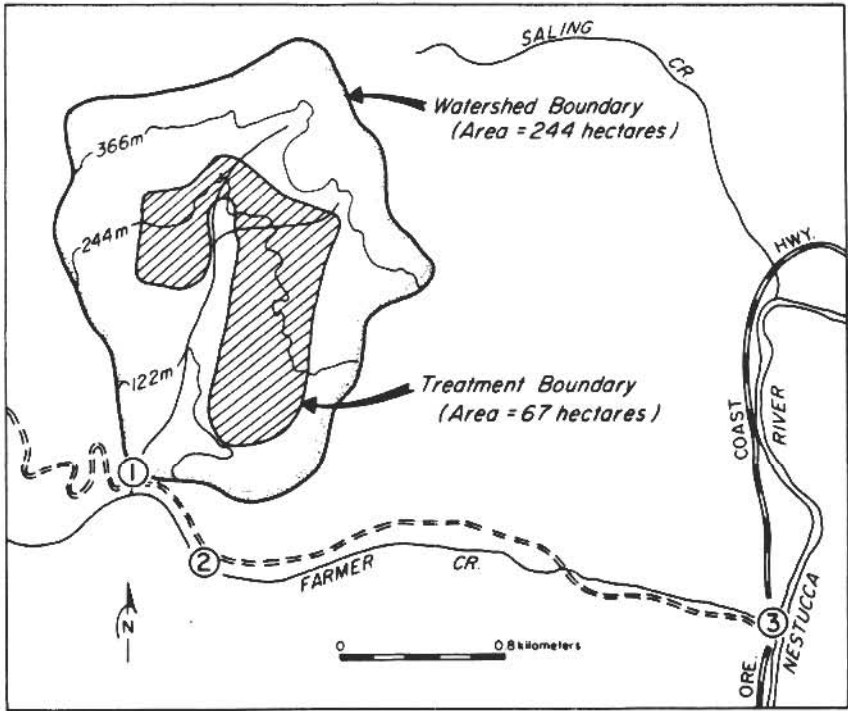 SALING
CR.
Watershed Boundary
(Area = 244 hectares)
366m
244m
HWY.
122m
Treatment Boundary
(Area = 67 hectares)
COAST
RIVER
1
2
FARMER
CR.
3
N
0
0.8 kilometers
ORE.
NESTUCCA